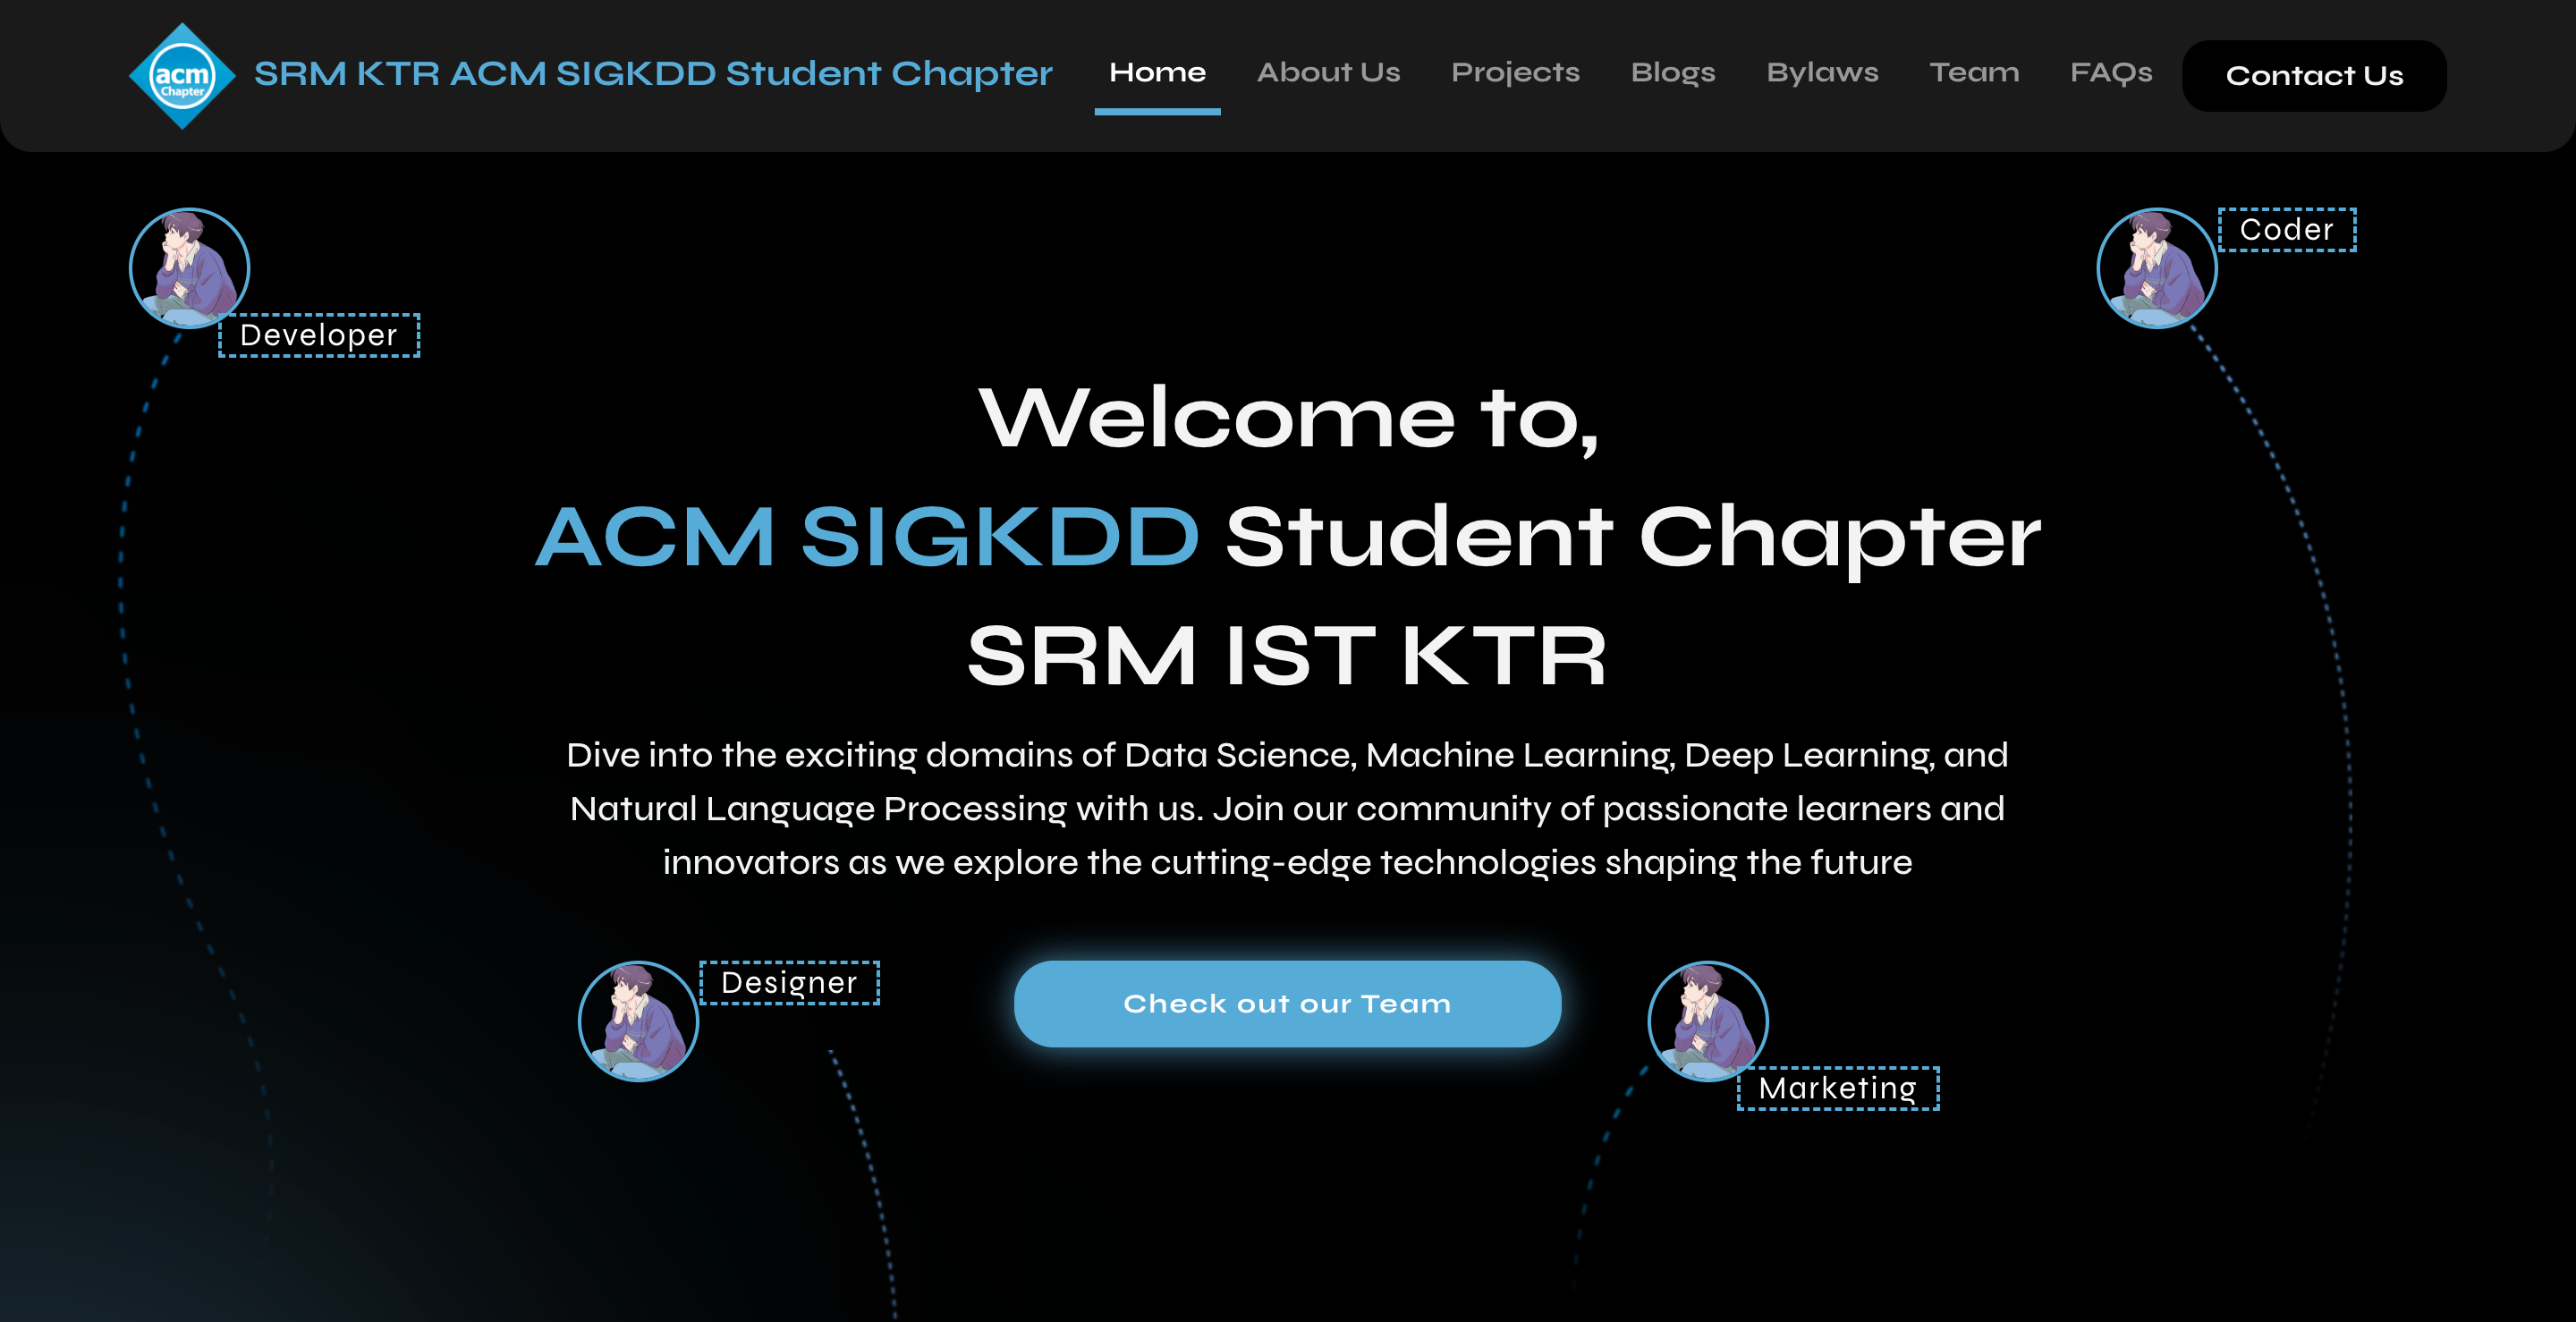 acm
Chapter
SRM KTR ACM SIGKDD Student Chapter
Home
About Us
Projects
Blogs
Bylaws
Team
FAQs
Contact Us
Developer
Coder
Welcome to,
ACM SIGKDD Student Chapter
SRM IST KTR
Dive into the exciting domains of Data Science, Machine Learning, Deep Learning, and
Natural Language Processing with us. Join our community of passionate learners and
innovators as we explore the cutting-edge technologies shaping the future
Designer
Check out our Team
Marketing